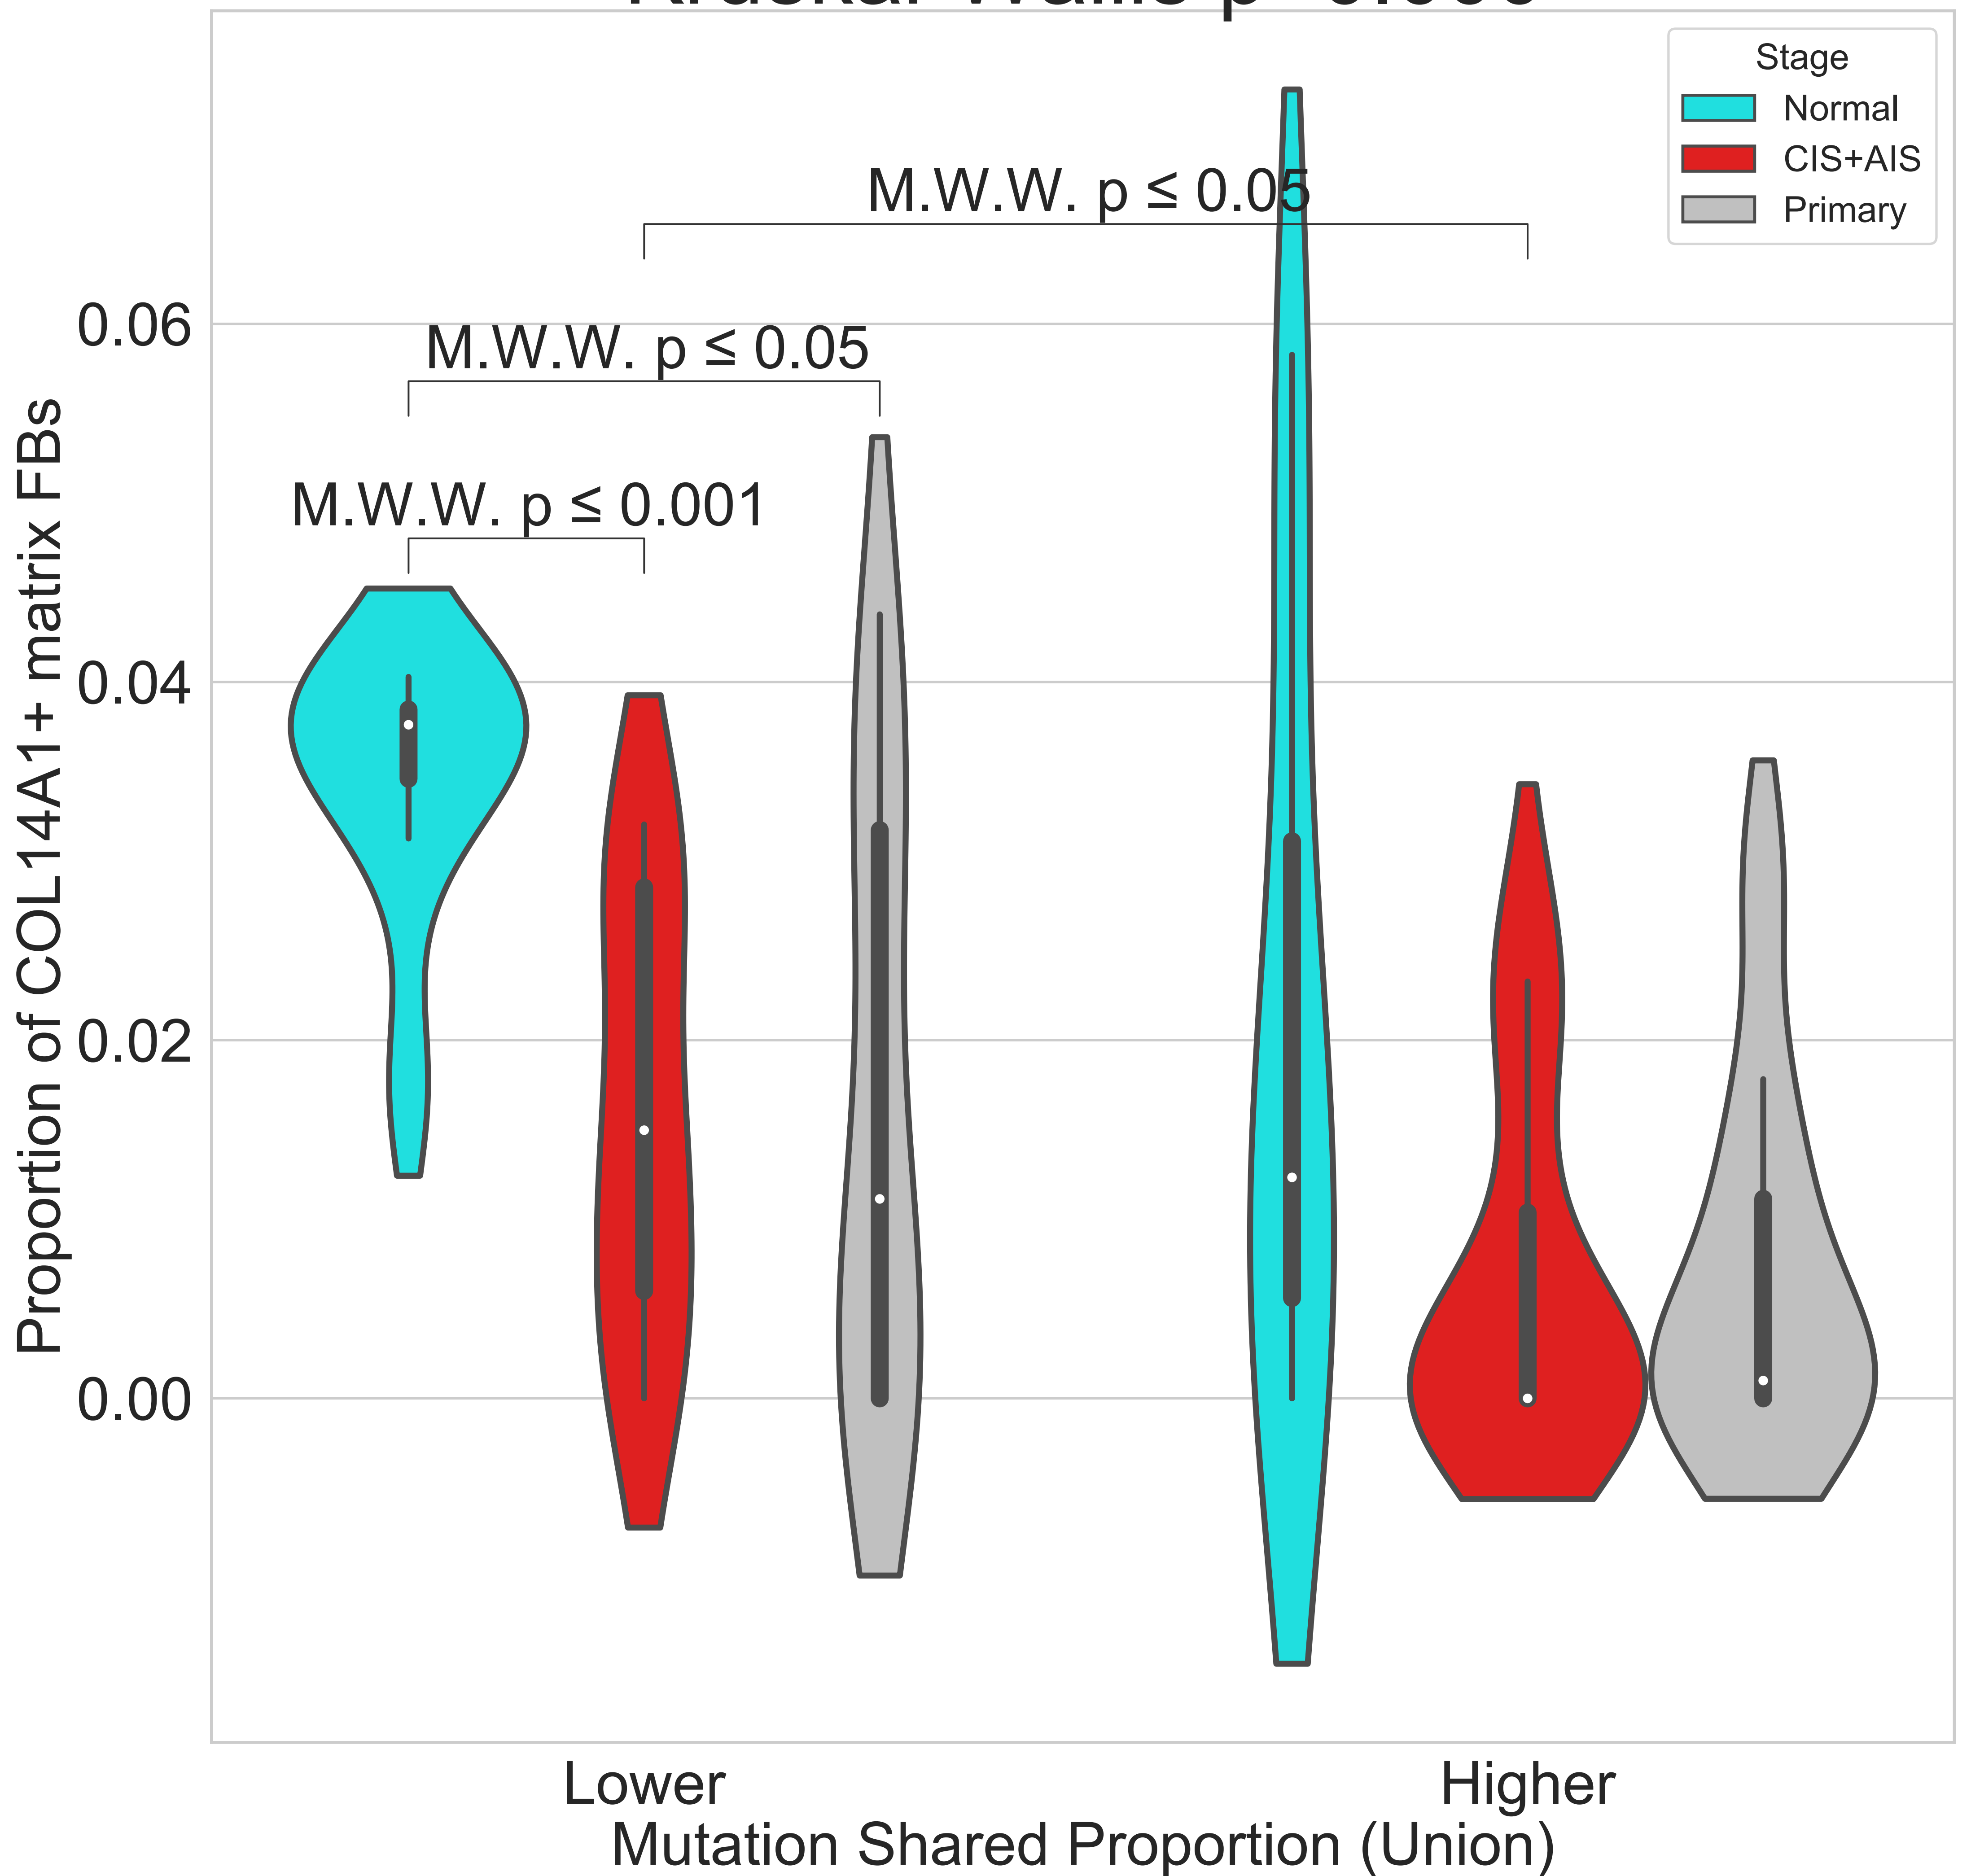 Stage
Normal
CIS+AIS
Primary
M.W.W. p ≤ 0.05
M.W.W. p ≤ 0.05
M.W.W. p ≤ 0.001
0.06
0.04
0.02
0.00
Proportion of COL14A1+ matrix FBs
Lower
Higher
Mutation Shared Proportion (Union)